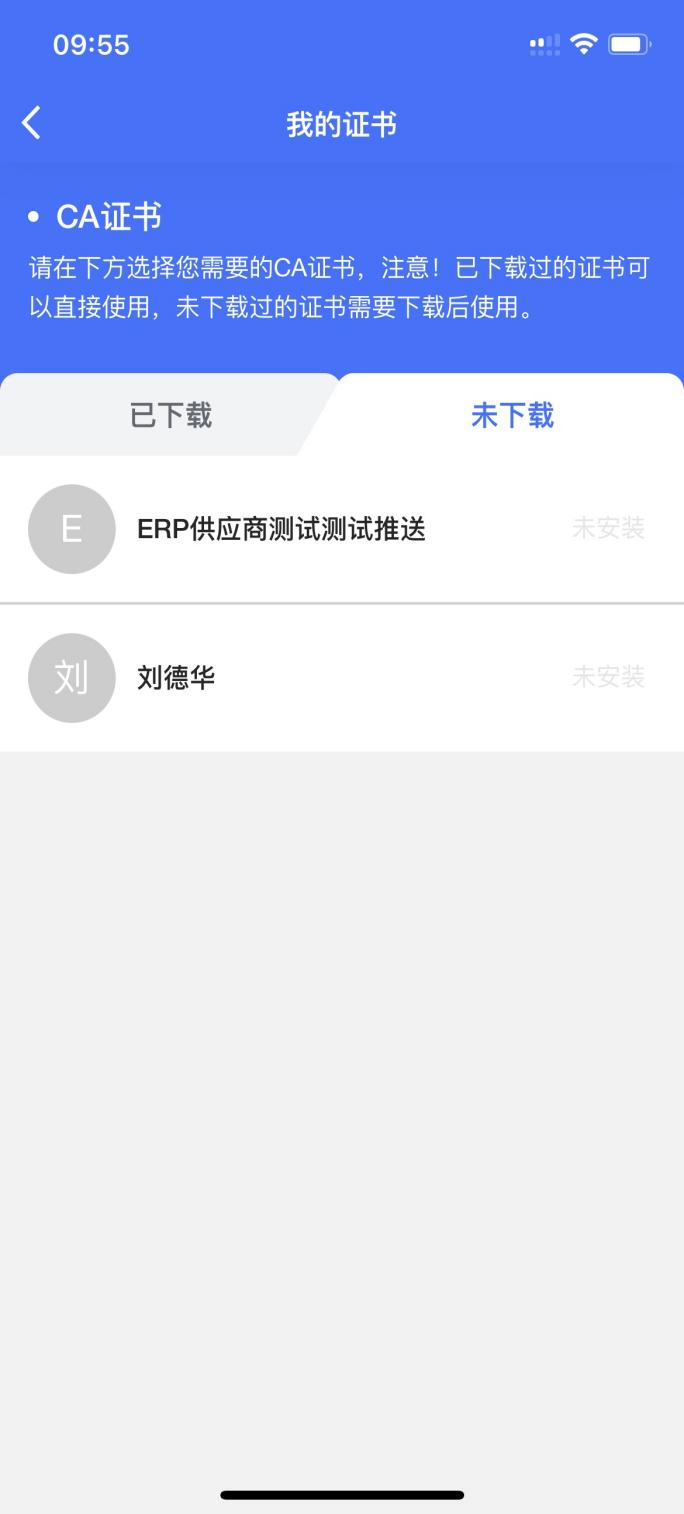 09:55
我的证书
CA证书
请在下方选择您需要的CA证书，注意！已下载过的证书可
以直接使用，未下载过的证书需要下载后使用。
已下载
未下载
E
ERP供应商测试测试推送
未安装
刘
刘德华
未安装